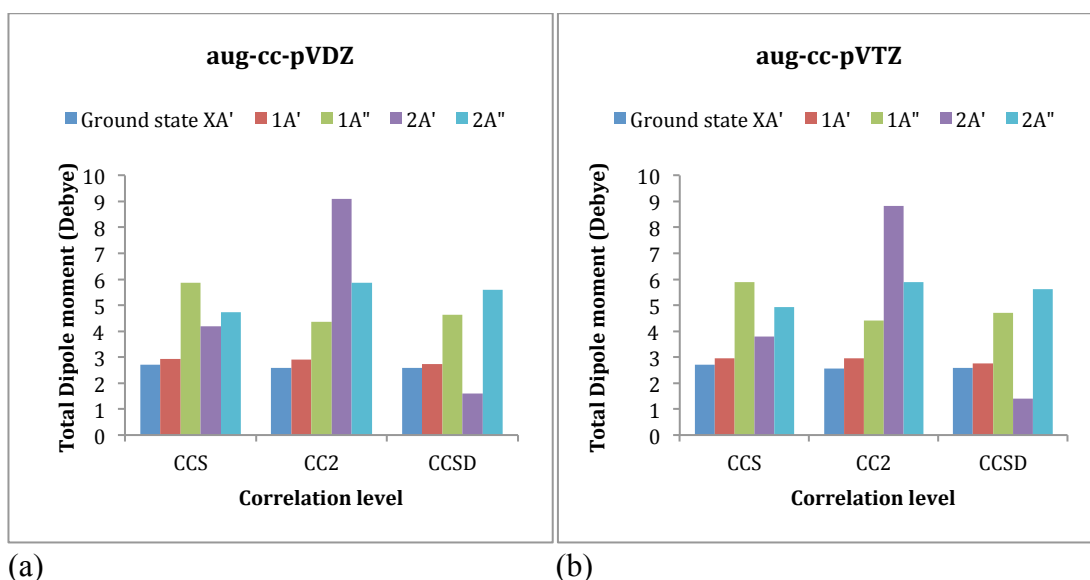 aug-cc-pVDZ
Ground state XA' 1A' 1A" 2A' 2A"
Total Dipole moment (Debye)
10
9
8
7
6
5
4
3
2
1
0
CCS CC2 CCSD
Correlation level
(a)
aug-cc-pVTZ
Ground state XA' 1A' 1A" 2A' 2A"
Total Dipole moment (Debye)
10
9
8
7
6
5
4
3
2
1
0
CCS CC2 CCSD
Correlation level
(b)